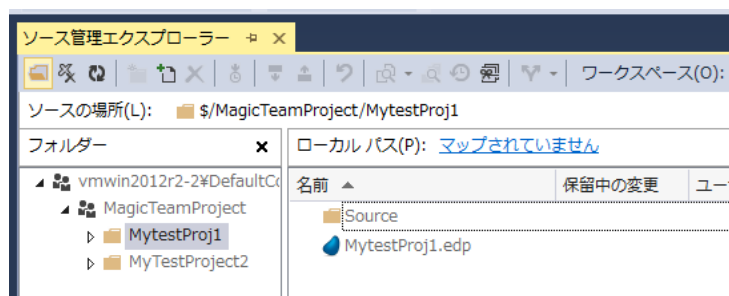 ソース管理エクスプローラー
ワークスペース(O):
ソースの場所(L): $/MagicTeamProject/MytestProj1
フォルダー
ローカル パス(P): マップされていません
vmwin2012r2-2¥DefaultCo
名前 保留中の変更 ユー
MagicTeamProject
Source
MytestProj1
MytestProj1.edp
MyTestProject2